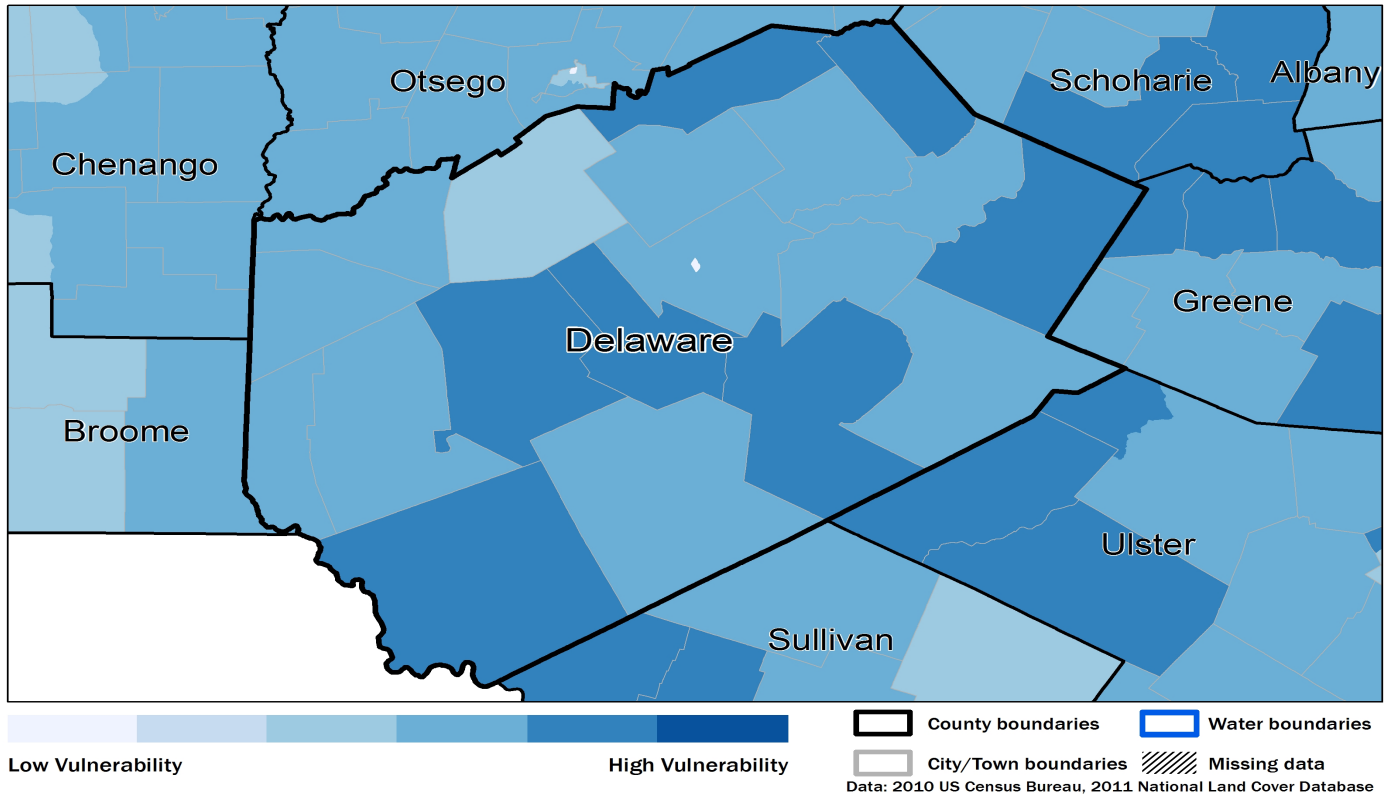 Otsego
Schoharie
Albany
Chenango
Greene
Delaware
Broome
Ulster
Sullivan
Low Vulnerability
High Vulnerability
County boundaries
Water boundaries
City/Town boundaries
Missing data
Data: 2010 US Census Bureau, 2011 National Land Cover Database